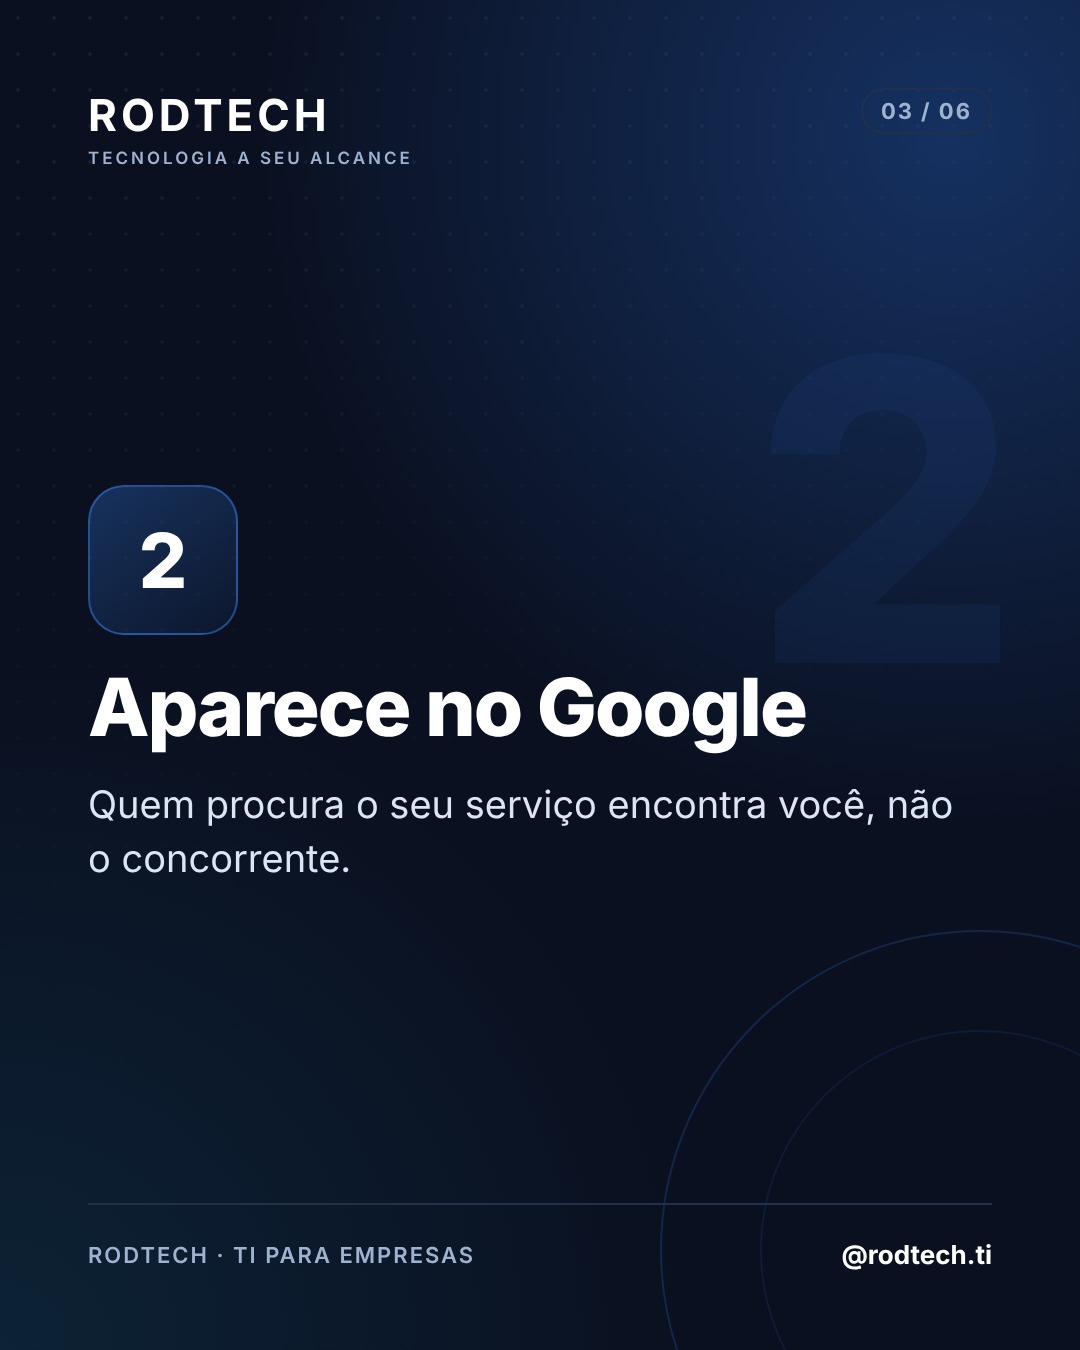 RODTECH
TECNOLOGIA A SEU ALCANCE
03 / 06
2
2
Aparece no Google
Quem procura o seu serviço encontra você, não
o concorrente.
RODTECH · TI PARA EMPRESAS
@rodtech.ti